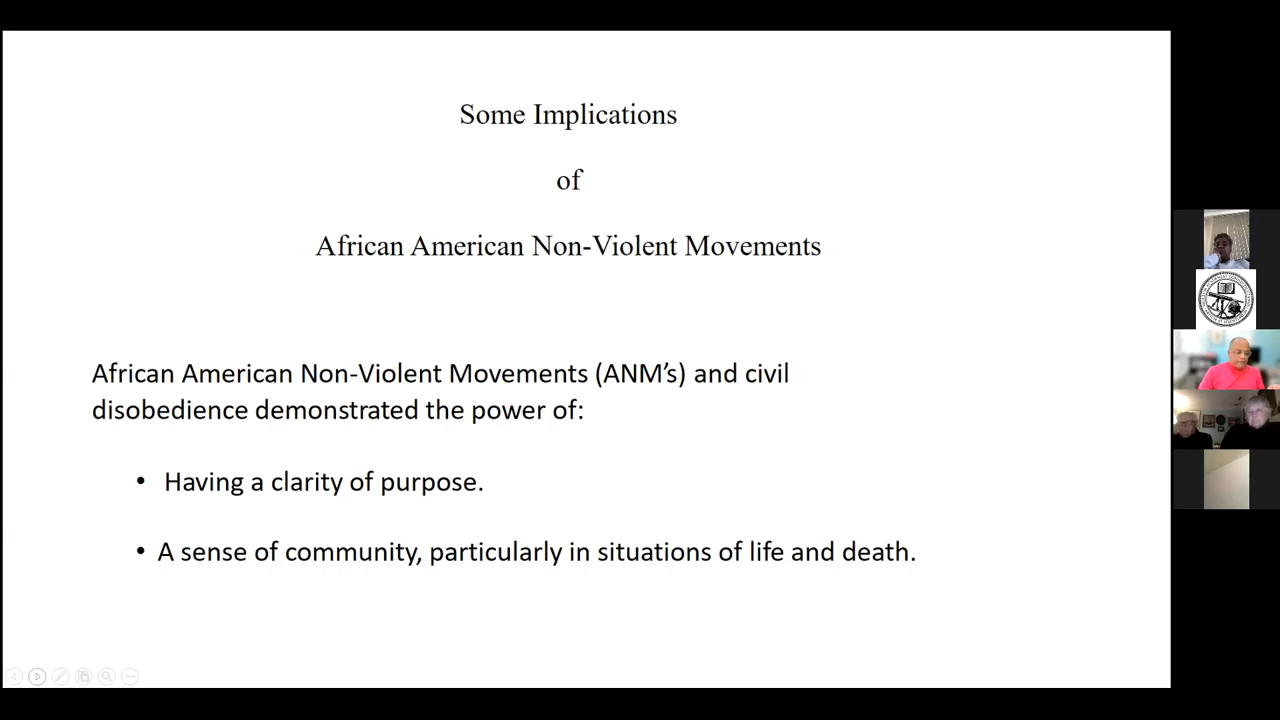 Some Implications
of
African American Non-Violent Movements
African American Non-Violent Movements (ANM’s) and civil
disobedience demonstrated the power of:
• Having a clarity of purpose.
• A sense of community, particularly in situations of life and death.